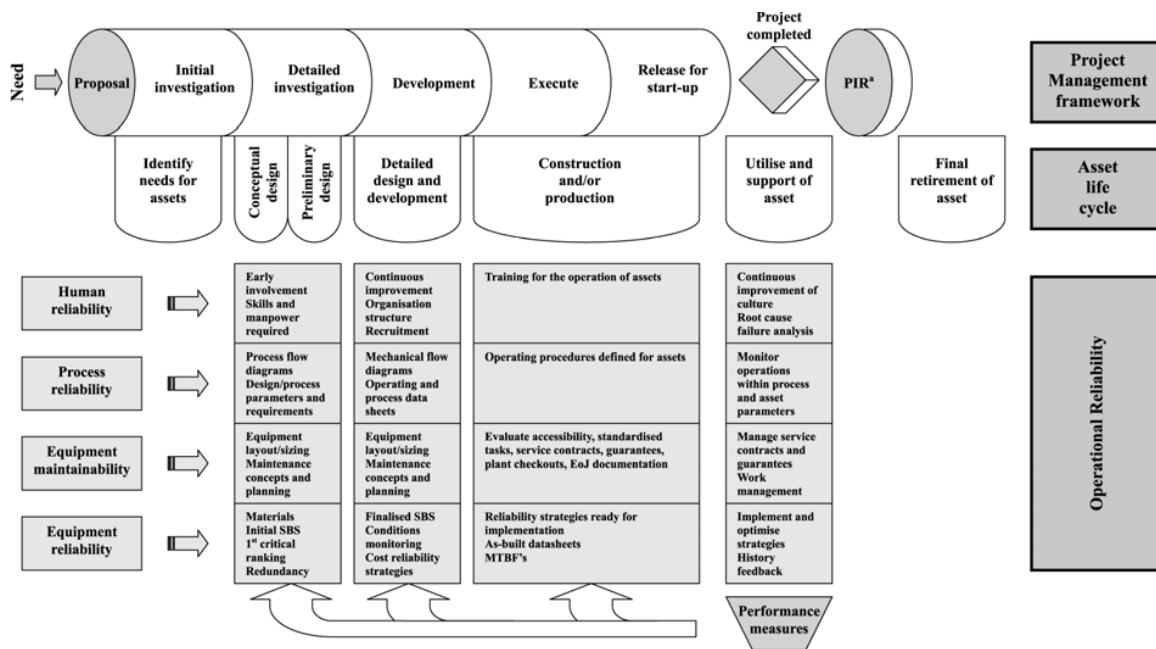 Need
Proposal
Initial
investigation
Detailed
investigation
Development
Execute
Release for
start-up
Project
completed
PIRᵃ
Project
Management
framework
Identify
needs for
assets
Conceptual
design
Preliminary
design
Detailed
design and
development
Construction
and/or
production
Utilise and
support of
asset
Final
retirement of
asset
Asset
life
cycle
Human
reliability
Early
involvement
Skills and
manpower
required
Continuous
improvement
Organisation
structure
Recruitment
Training for the operation of assets
Continuous
improvement of
culture
Root cause
failure analysis
Process
reliability
Process flow
diagrams
Design/process
parameters and
requirements
Mechanical flow
diagrams
Operating and
process data
sheets
Operating procedures defined for assets
Monitor
operations
within process
and asset
parameters
Equipment
maintainability
Equipment
layout/sizing
Maintenance
concepts and
planning
Equipment
layout/sizing
Maintenance
concepts and
planning
Evaluate accessibility, standardised
tasks, service contracts, guarantees,
plant checkouts, EoJ documentation
Manage service
contracts and
guarantees
Work
management
Equipment
reliability
Materials
Initial SBS
1st critical
ranking
Redundancy
Finalised SBS
Conditions
monitoring
Cost reliability
strategies
Reliability strategies ready for
implementation
As-built datasheets
MTBF's
Implement and
optimise
strategies
History
feedback
Operational Reliability
Performance
measures